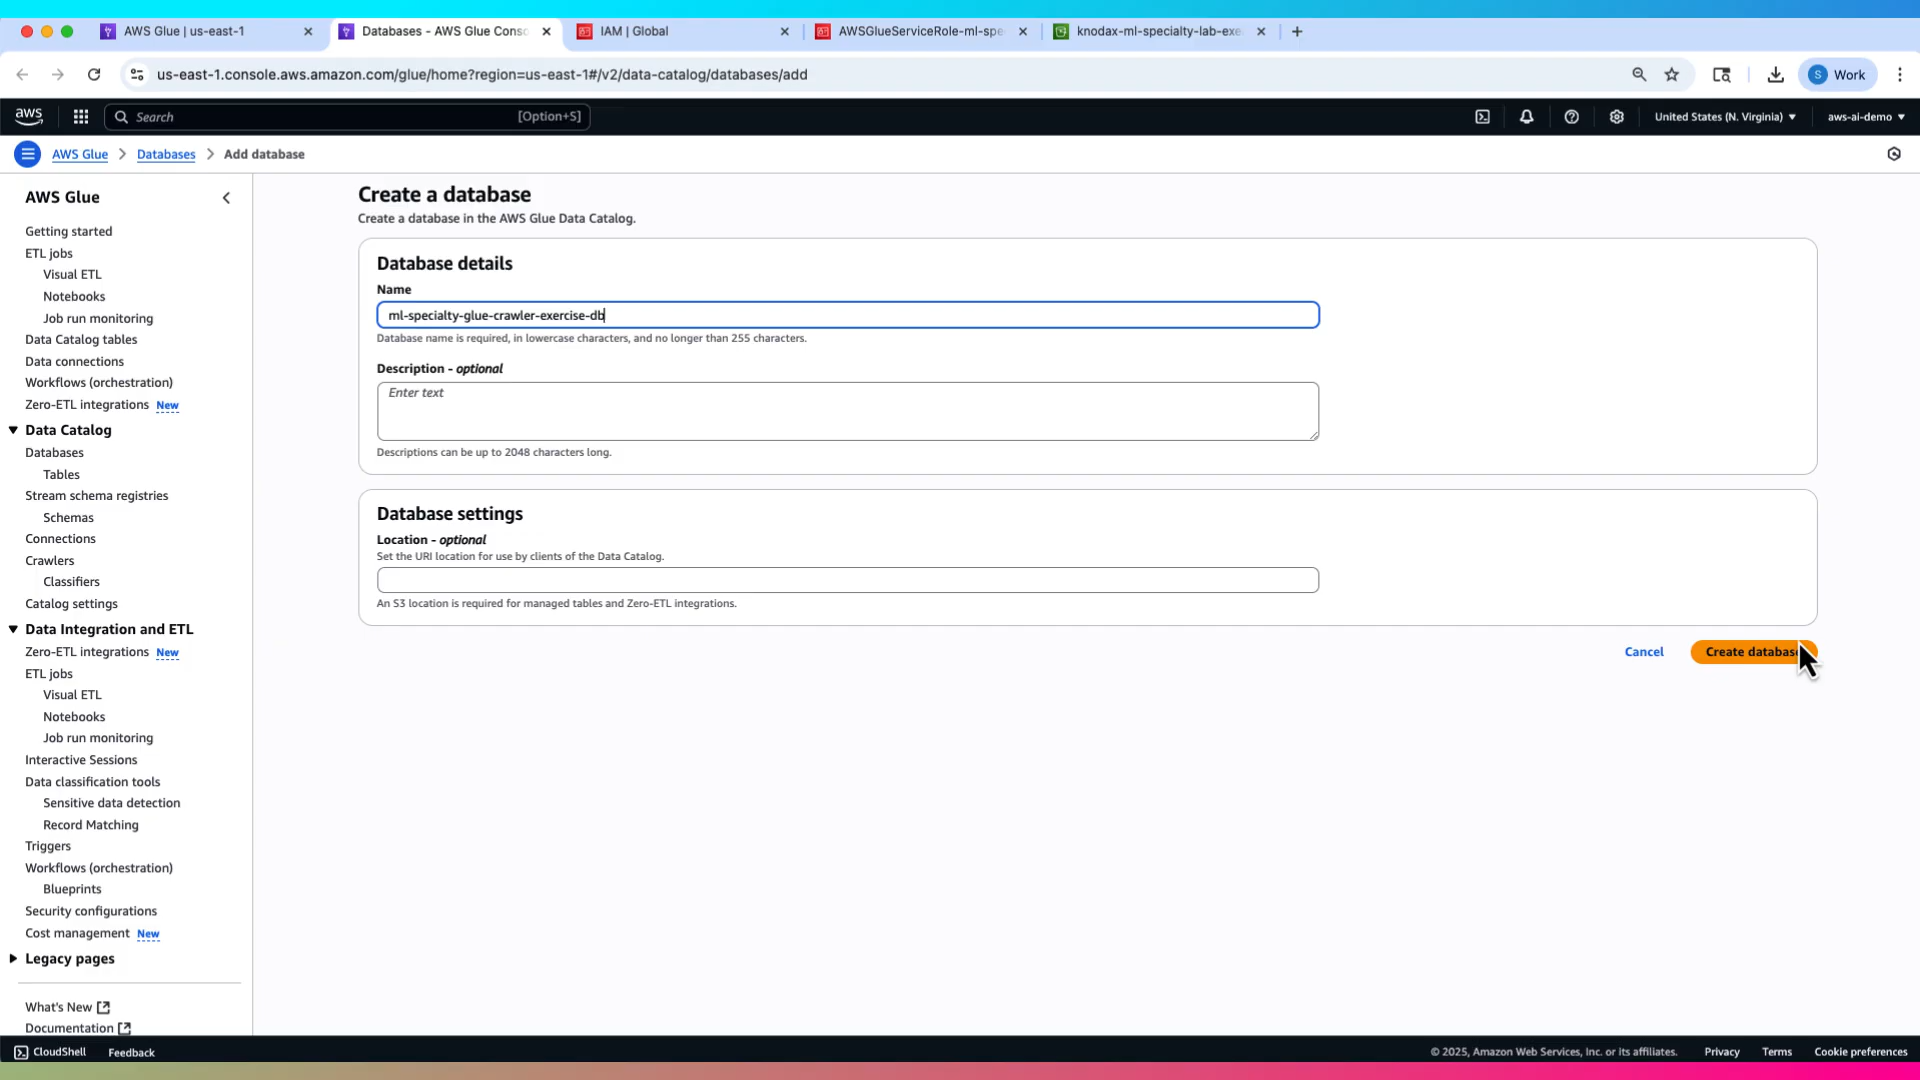 AWS Glue | us-east-1
Databases - AWS Glue Conso
IAM | Global
AWSGlueServiceRole-ml-spe
knodax-ml-specialty-lab-exe
us-east-1.console.aws.amazon.com/glue/home?region=us-east-1#/v2/data-catalog/databases/add
S Work
aws
Search [Option+S]
United States (N. Virginia)
aws-ai-demo
AWS Glue > Databases > Add database
AWS Glue
Getting started
ETL jobs
Visual ETL
Notebooks
Job run monitoring
Data Catalog tables
Data connections
Workflows (orchestration)
Zero-ETL integrations New
Data Catalog
Databases
Tables
Stream schema registries
Schemas
Connections
Crawlers
Classifiers
Catalog settings
Data Integration and ETL
Zero-ETL integrations New
ETL jobs
Visual ETL
Notebooks
Job run monitoring
Interactive Sessions
Data classification tools
Sensitive data detection
Record Matching
Triggers
Workflows (orchestration)
Blueprints
Security configurations
Cost management New
Legacy pages
What's New
Documentation
Create a database
Create a database in the AWS Glue Data Catalog.
Database details
Name
ml-specialty-glue-crawler-exercise-db
Database name is required, in lowercase characters, and no longer than 255 characters.
Description - optional
Enter text
Descriptions can be up to 2048 characters long.
Database settings
Location - optional
Set the URI location for use by clients of the Data Catalog.
An S3 location is required for managed tables and Zero-ETL integrations.
Cancel
Create database
CloudShell
Feedback
© 2025, Amazon Web Services, Inc. or its affiliates.
Privacy
Terms
Cookie preferences